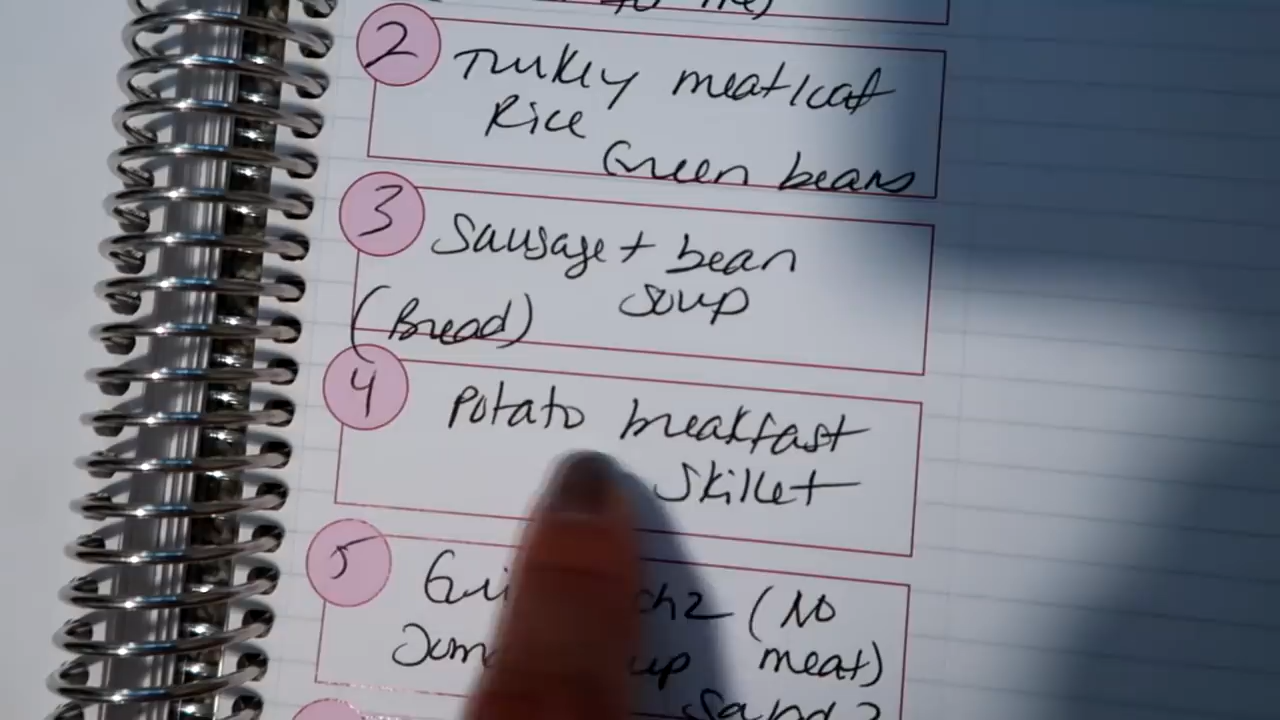 2 Turkey meatloaf
Rice
Green beans
3 Sausage + bean
soup
(Bread)
4 Potato breakfast
skillet
5 (No
meat)